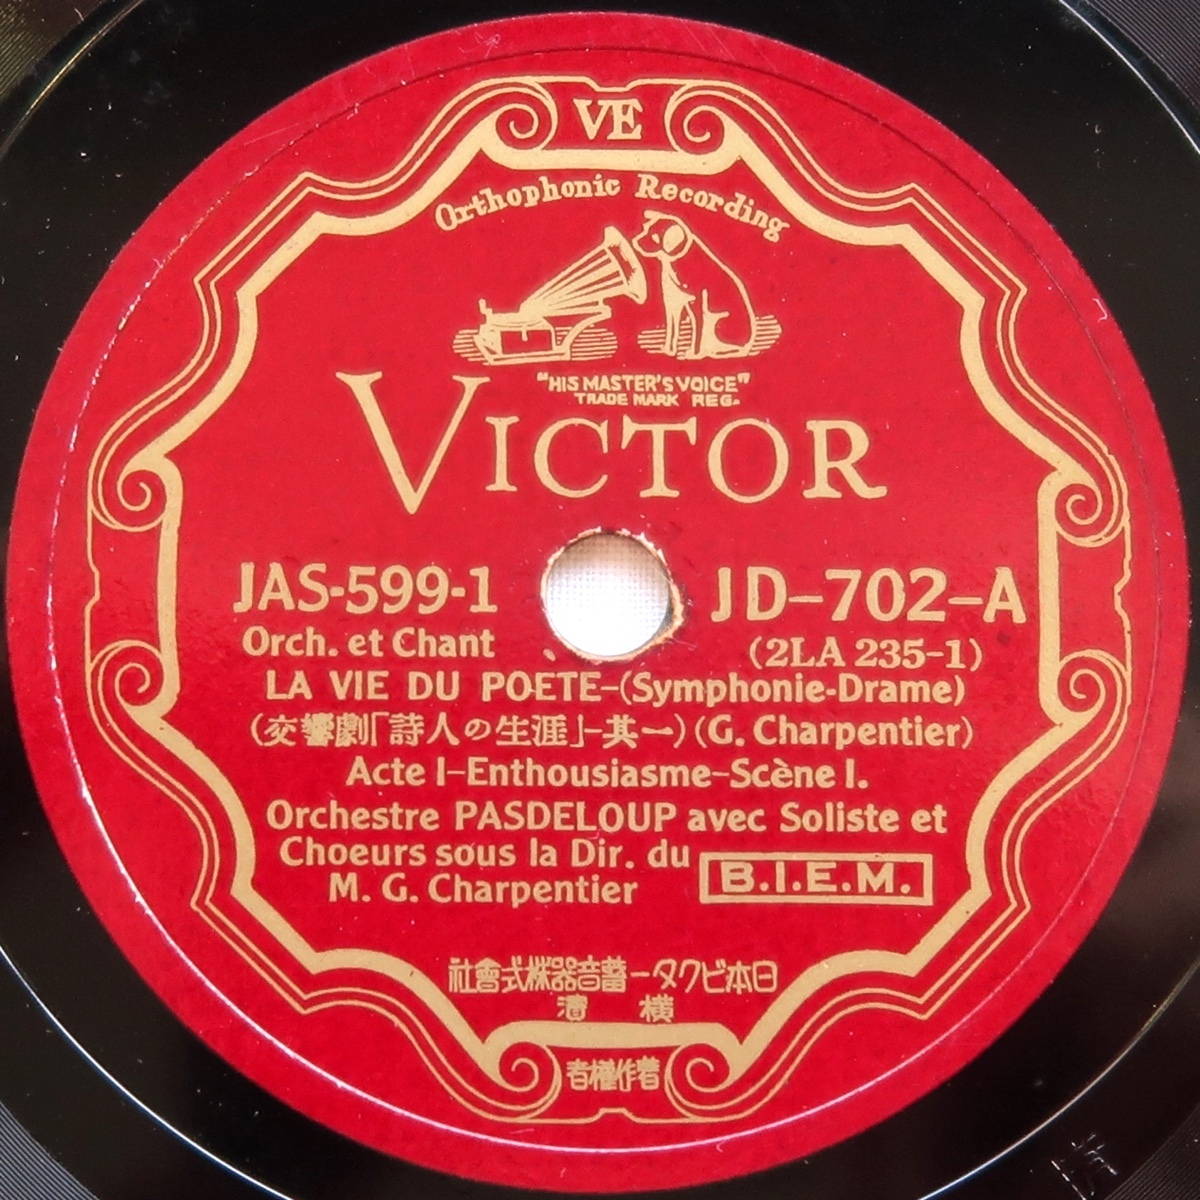 VE
Orthophonic Recording
"HIS MASTER'S VOICE"
TRADE MARK REG.
VICTOR
JAS-599-1
JD-702-A
Orch. et Chant
(2LA 235-1)
LA VIE DU POETE-(Symphonie-Drame)
(交響劇「詩人の生涯」-其一) (G. Charpentier)
Acte I-Enthousiasme-Scène I.
Orchestre PASDELOUP avec Soliste et
Choeurs sous la Dir. du
M. G. Charpentier
B.I.E.M.
社會式株器音蓄ータクビ本日
濱 橫
者權作著